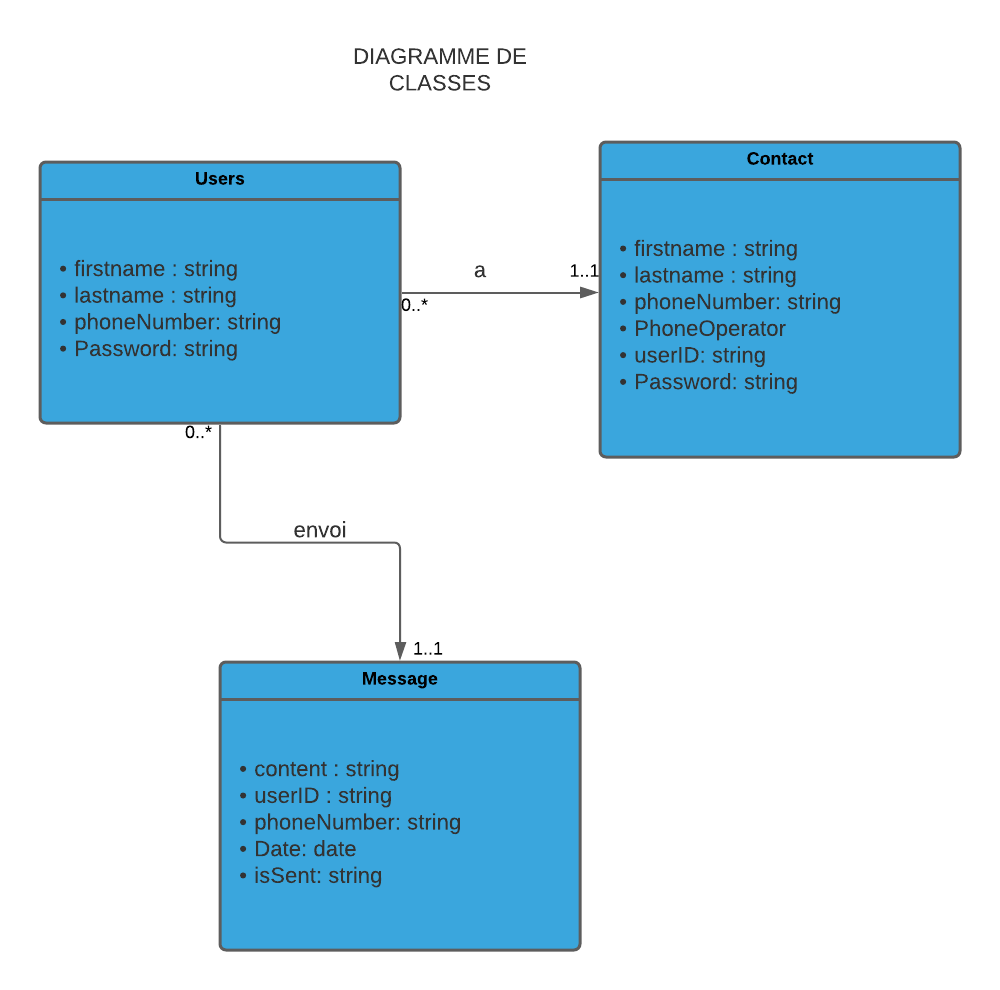 DIAGRAMME DE
CLASSES
Users
• firstname : string
• lastname : string
• phoneNumber: string
• Password: string
a
0..*
1..1
Contact
• firstname : string
• lastname : string
• phoneNumber: string
• PhoneOperator
• userID: string
• Password: string
0..*
envoi
1..1
Message
• content : string
• userID : string
• phoneNumber: string
• Date: date
• isSent: string